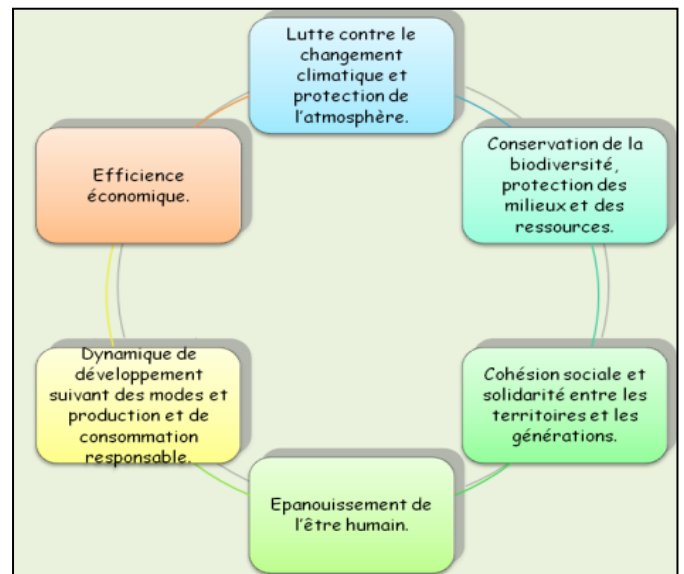 Lutte contre le
changement
climatique et
protection de
l'atmosphère.
Conservation de la
biodiversité,
protection des
milieux et des
ressources.
Cohésion sociale et
solidarité entre les
territoires et les
générations.
Epanouissement de
l'être humain.
Dynamique de
développement
suivant des modes et
production et de
consommation
responsable.
Efficience
économique.